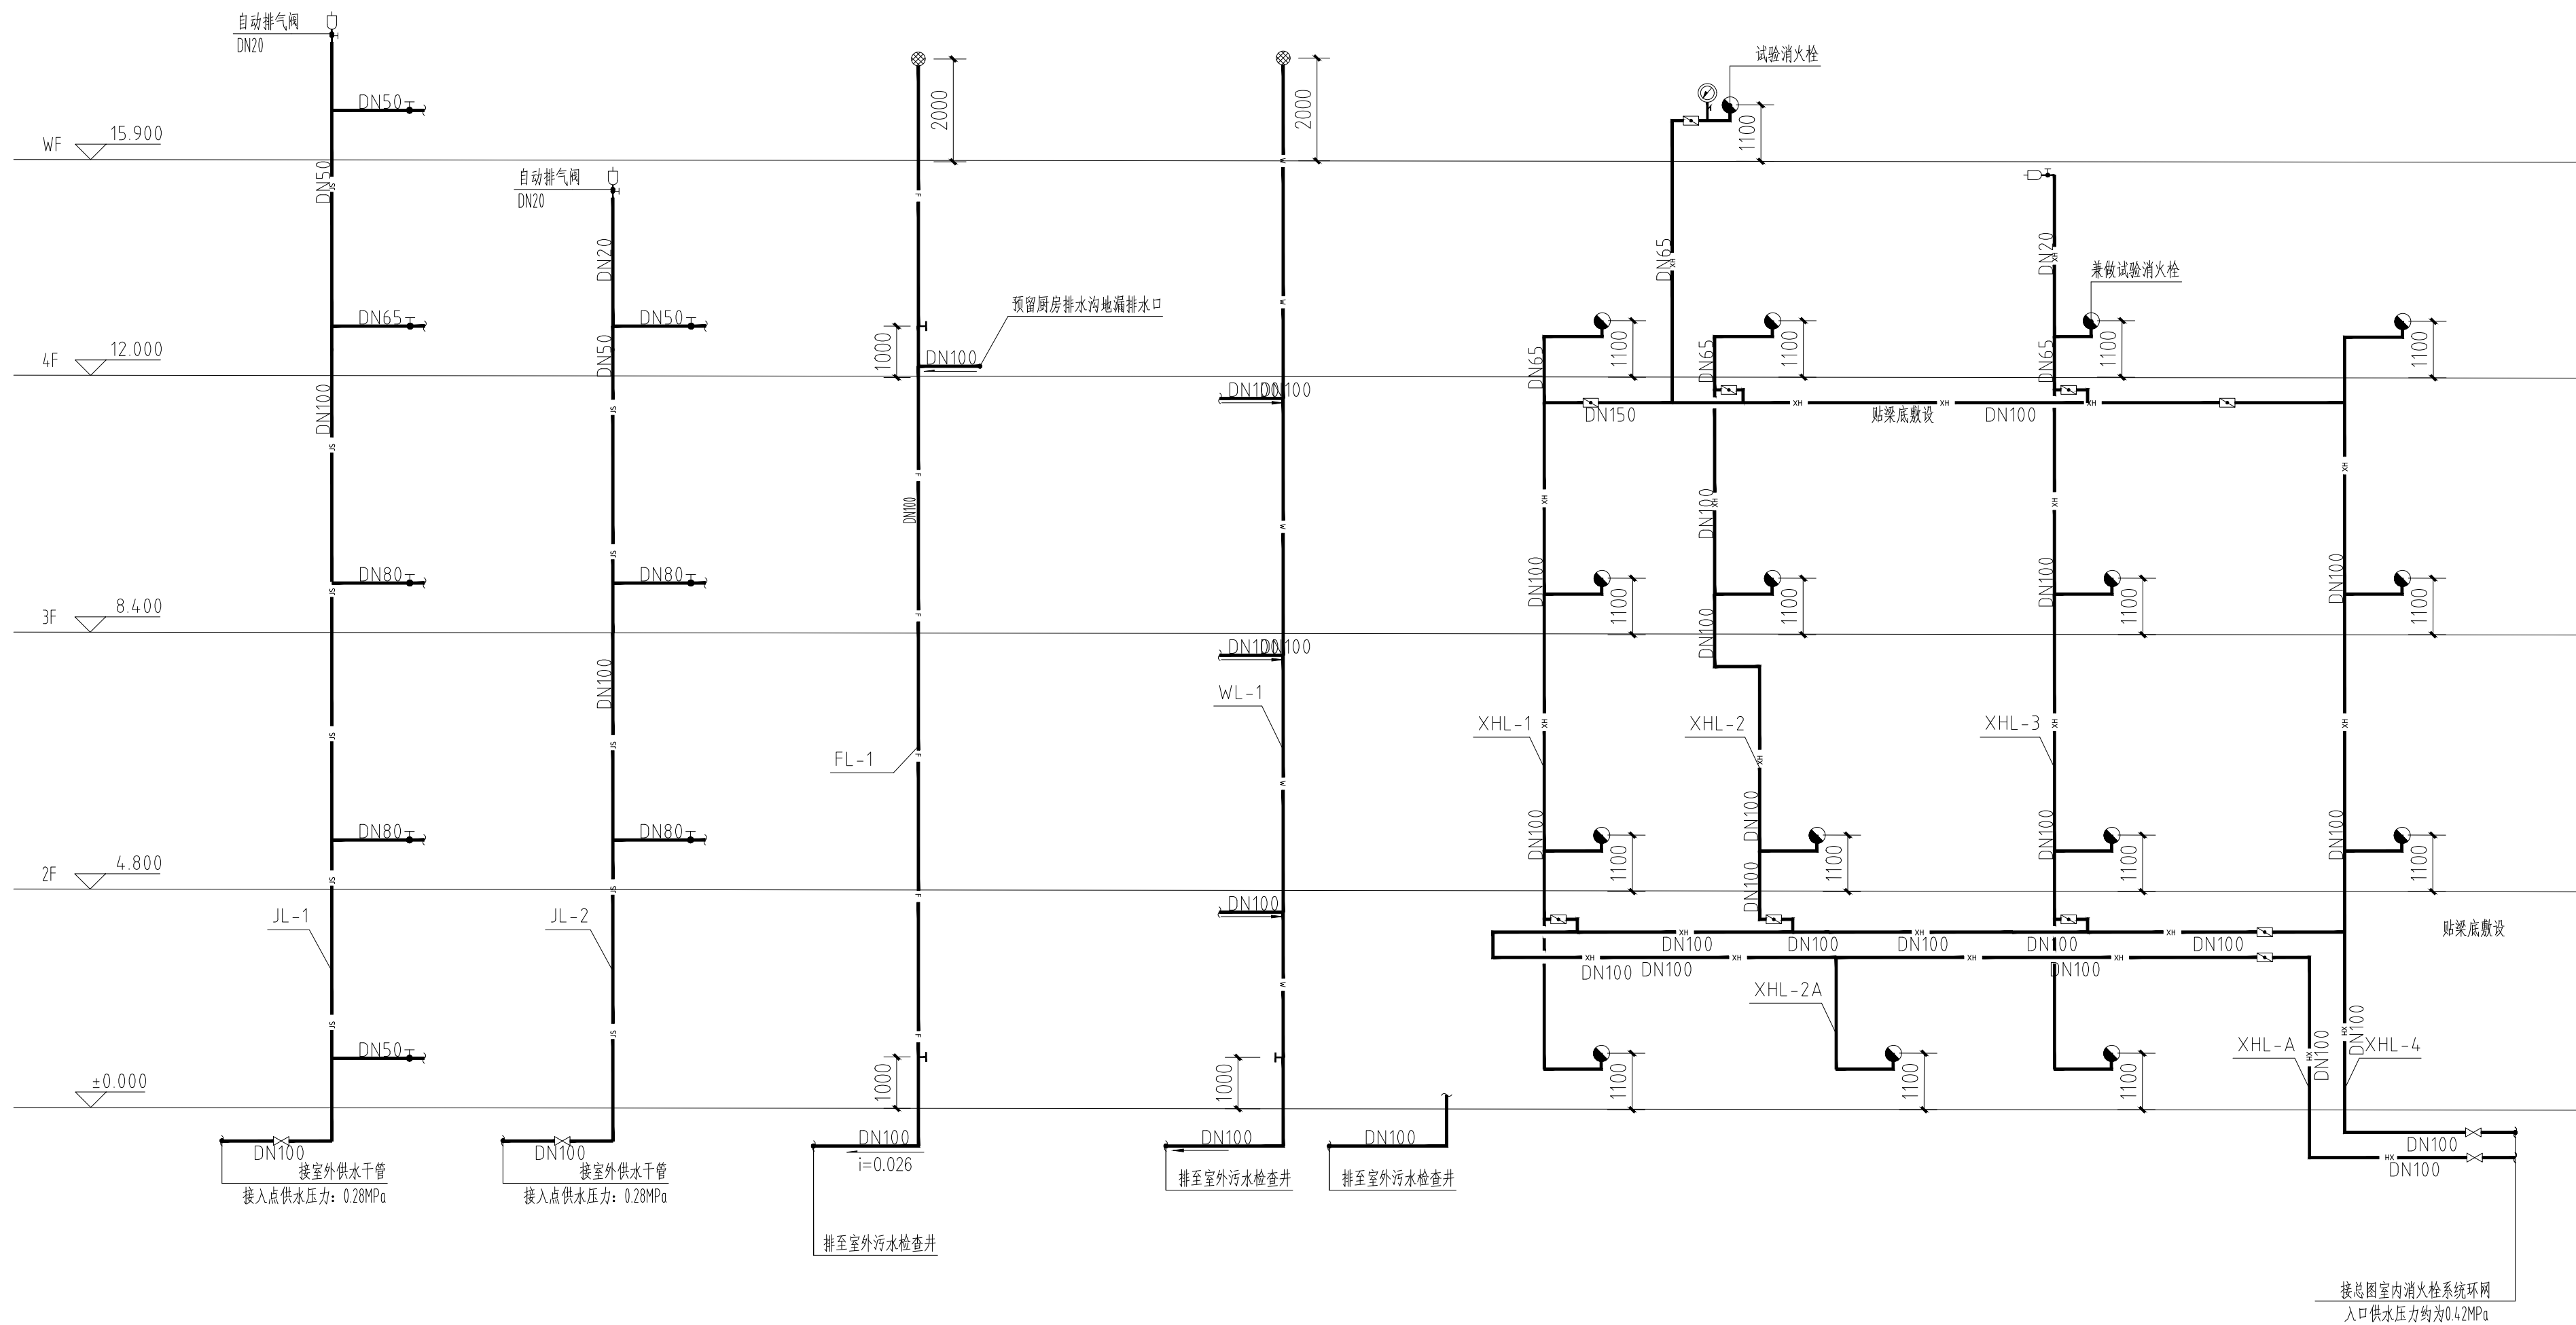 自动排气阀
DN20
DN50
2000
2000
试验消火栓
1100
WF
15.900
DN50
自动排气阀
DN20
DN20
DN65
DN20
兼做试验消火栓
DN65
DN50
DN50
预留厨房排水沟地漏排水口
1000
DN100
4F
12.000
DN65
1100
DN65
1100
DN65
1100
1100
DN100
DN100
DN100
DN150
贴梁底敷设
DN100
DN100
DN100
DN80
DN80
DN100
1100
1100
DN100
1100
DN100
1100
3F
8.400
DN100
DN100
DN100
DN100
WL-1
XHL-1
XHL-2
XHL-3
FL-1
DN80
DN80
DN100
1100
DN100
1100
DN100
1100
DN100
1100
2F
4.800
DN100
DN100
JL-1
JL-2
贴梁底敷设
DN100
DN100
DN100
DN100
DN100
DN100
DN100
DN100
XHL-2A
DN50
1000
1000
1100
1100
1100
XHL-A
DN100
DN100
XHL-4
±0.000
DN100
接室外供水干管
接入点供水压力：0.28MPa
DN100
接室外供水干管
接入点供水压力：0.28MPa
DN100
i=0.026
排至室外污水检查井
DN100
排至室外污水检查井
DN100
排至室外污水检查井
DN100
DN100
接总图室内消火栓系统环网
入口供水压力约为0.42MPa